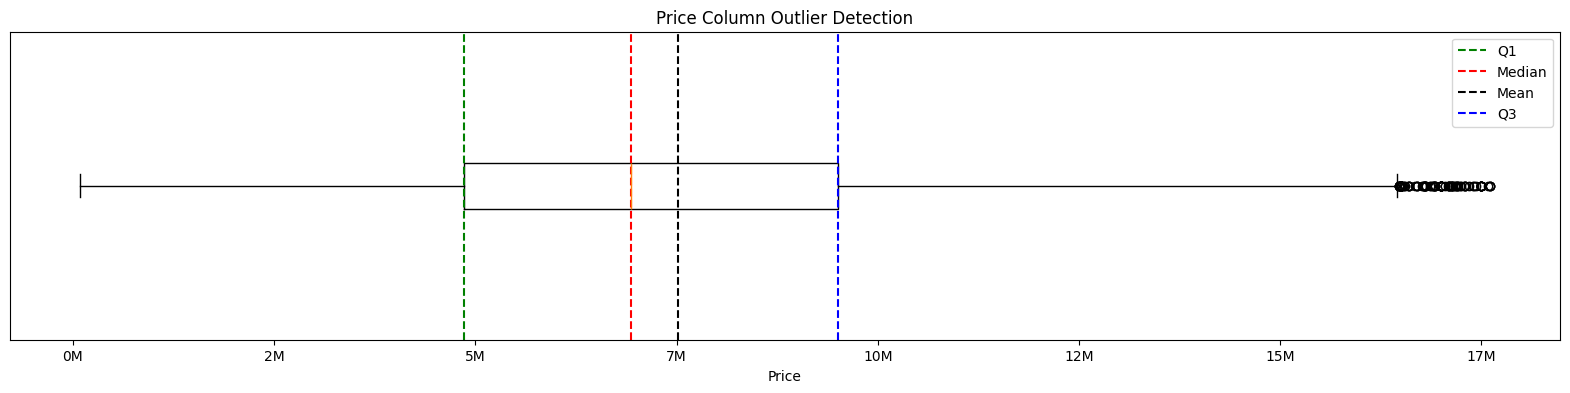 Price Column Outlier Detection
Q1
Median
Mean
Q3
0M 2M 5M 7M 10M 12M 15M 17M
Price